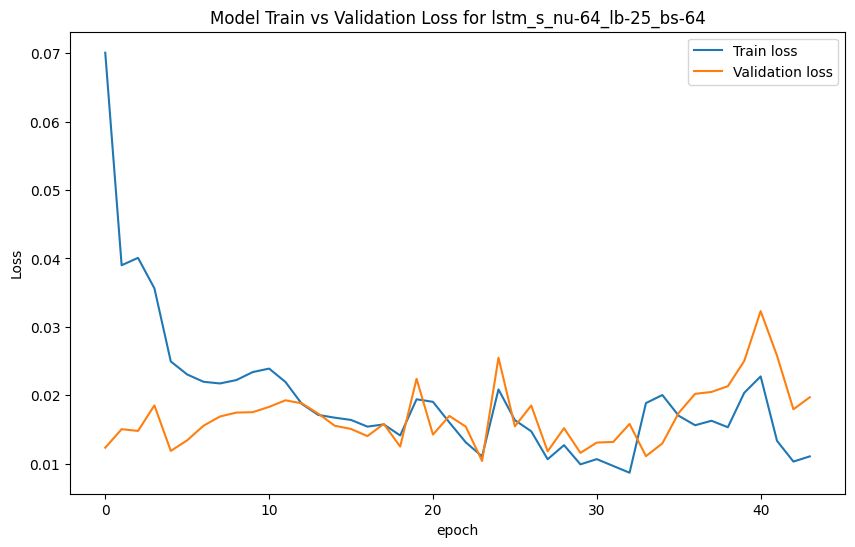 Model Train vs Validation Loss for lstm_s_nu-64_lb-25_bs-64
Train loss
Validation loss
0.07
0.06
0.05
0.04
0.03
0.02
0.01
Loss
0 10 20 30 40
epoch